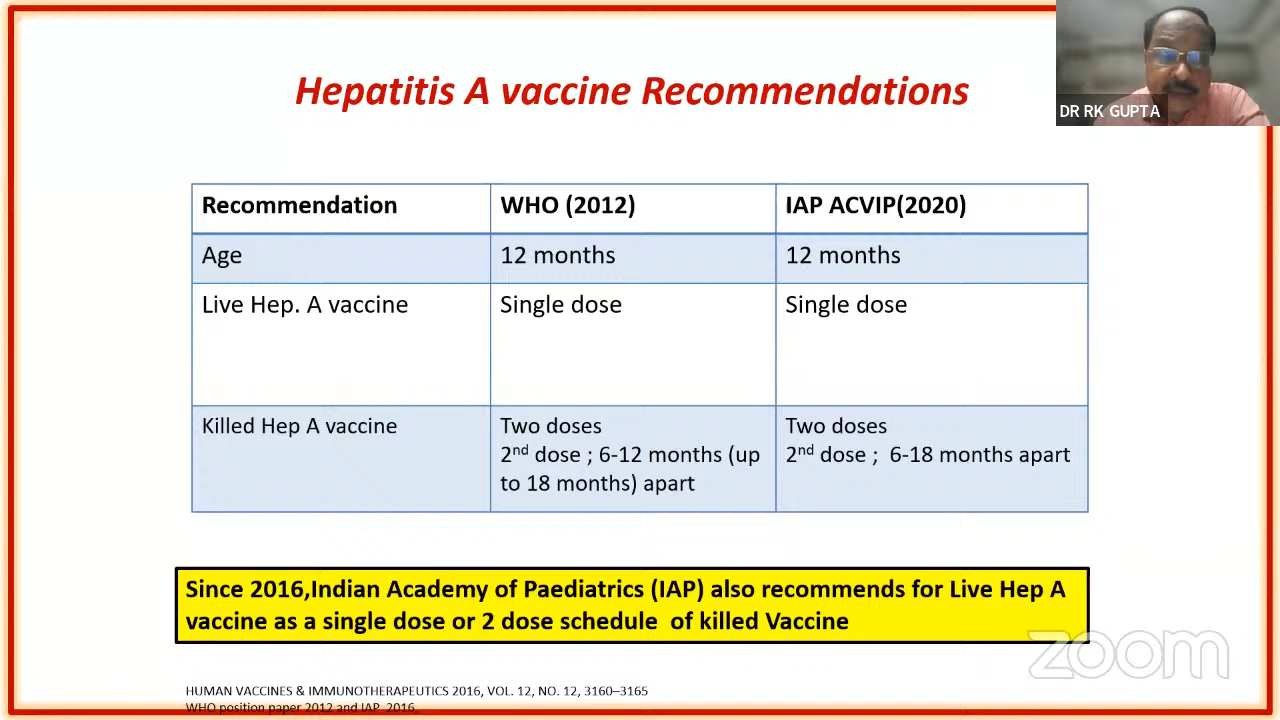 Hepatitis A vaccine Recommendations
DR RK GUPTA
Recommendation WHO (2012) IAP ACVIP(2020)
Age 12 months 12 months
Live Hep. A vaccine Single dose Single dose
Killed Hep A vaccine Two doses Two doses
2nd dose ; 6-12 months (up 2nd dose ; 6-18 months apart
to 18 months) apart
Since 2016,Indian Academy of Paediatrics (IAP) also recommends for Live Hep A
vaccine as a single dose or 2 dose schedule of killed Vaccine
zoom
HUMAN VACCINES & IMMUNOTHERAPEUTICS 2016, VOL. 12, NO. 12, 3160–3165
WHO position paper 2012 and IAP 2016,